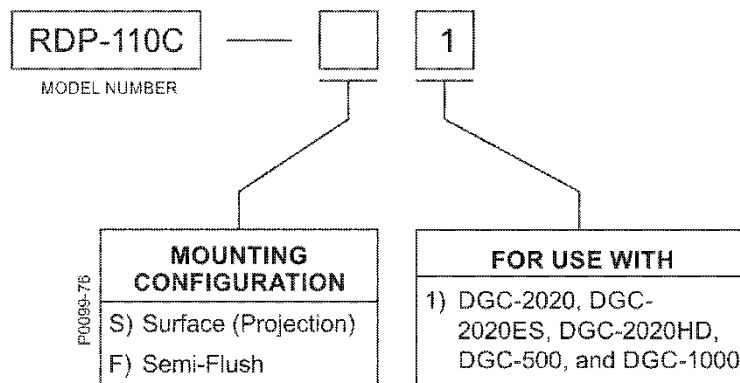 RDP-110C — 1
MODEL NUMBER
MOUNTING
CONFIGURATION
S) Surface (Projection)
F) Semi-Flush
FOR USE WITH
1) DGC-2020, DGC-
2020ES, DGC-2020HD,
DGC-500, and DGC-1000
P0099-76